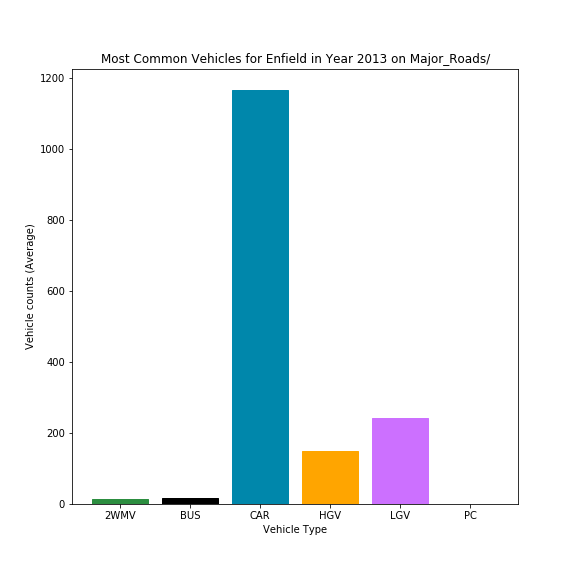 Most Common Vehicles for Enfield in Year 2013 on Major_Roads/
1200
1000
800
600
400
200
0
Vehicle counts (Average)
2WMV BUS CAR HGV LGV PC
Vehicle Type